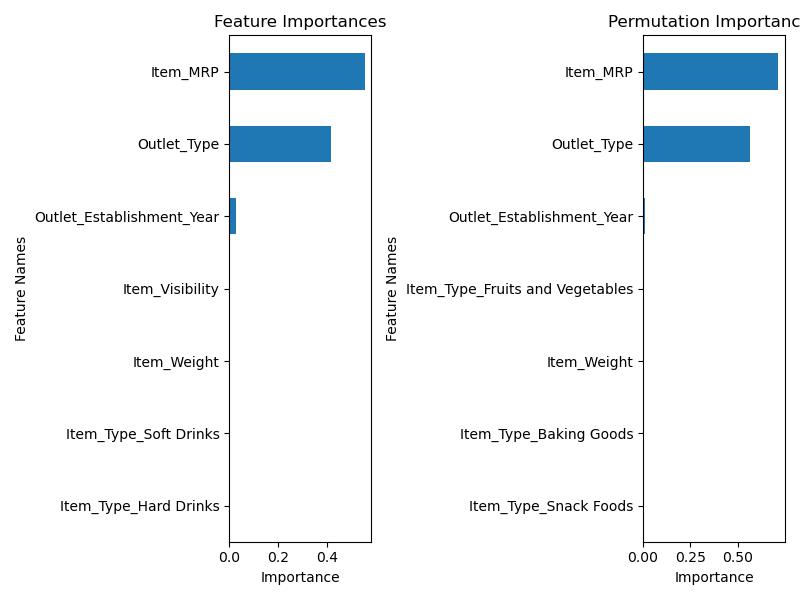 Feature Importances
Feature Names
Item_MRP
Outlet_Type
Outlet_Establishment_Year
Item_Visibility
Item_Weight
Item_Type_Soft Drinks
Item_Type_Hard Drinks
0.0 0.2 0.4
Importance
Permutation Importanc
Feature Names
Item_MRP
Outlet_Type
Outlet_Establishment_Year
Item_Type_Fruits and Vegetables
Item_Weight
Item_Type_Baking Goods
Item_Type_Snack Foods
0.00 0.25 0.50
Importance